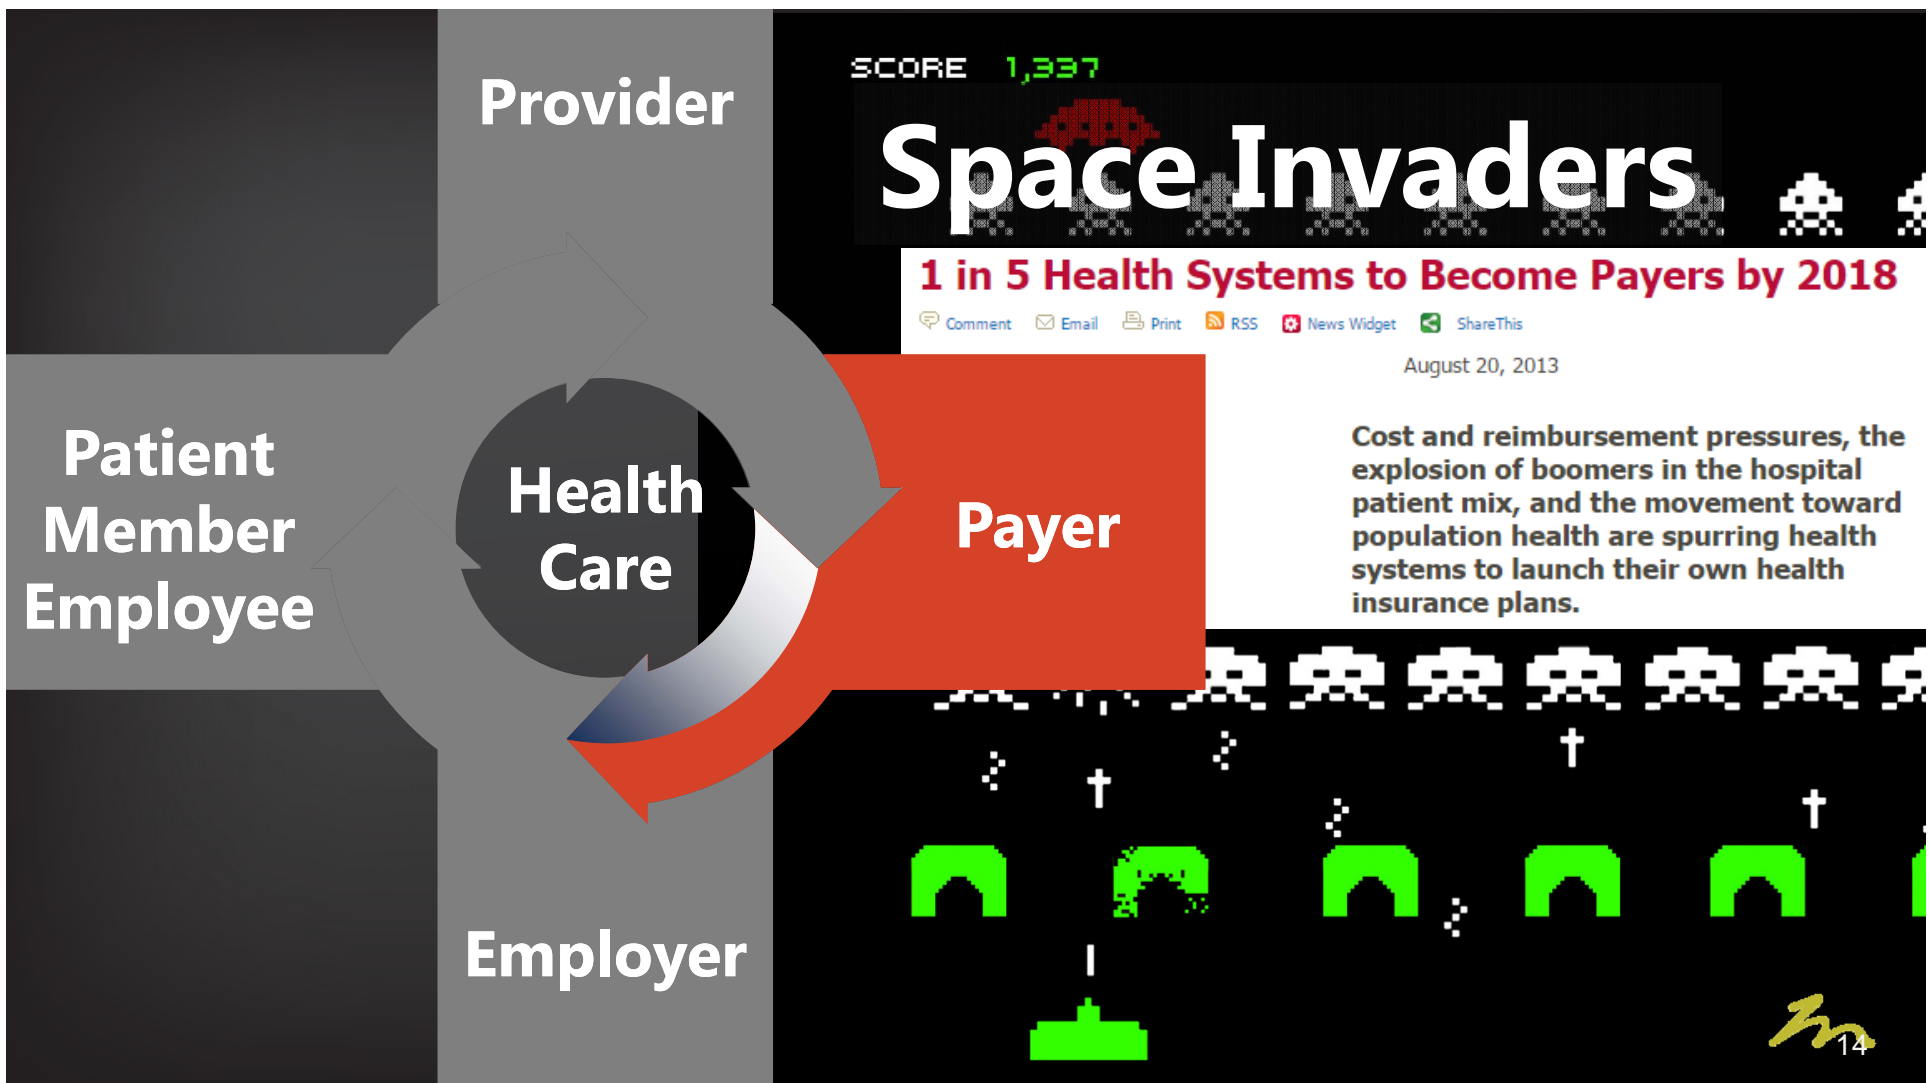 Provider
Patient
Member
Employee
Health
Care
Payer
Employer
SCORE 1,337
Space Invaders
1 in 5 Health Systems to Become Payers by 2018
Comment Email Print RSS News Widget ShareThis
August 20, 2013
Cost and reimbursement pressures, the
explosion of boomers in the hospital
patient mix, and the movement toward
population health are spurring health
systems to launch their own health
insurance plans.
14